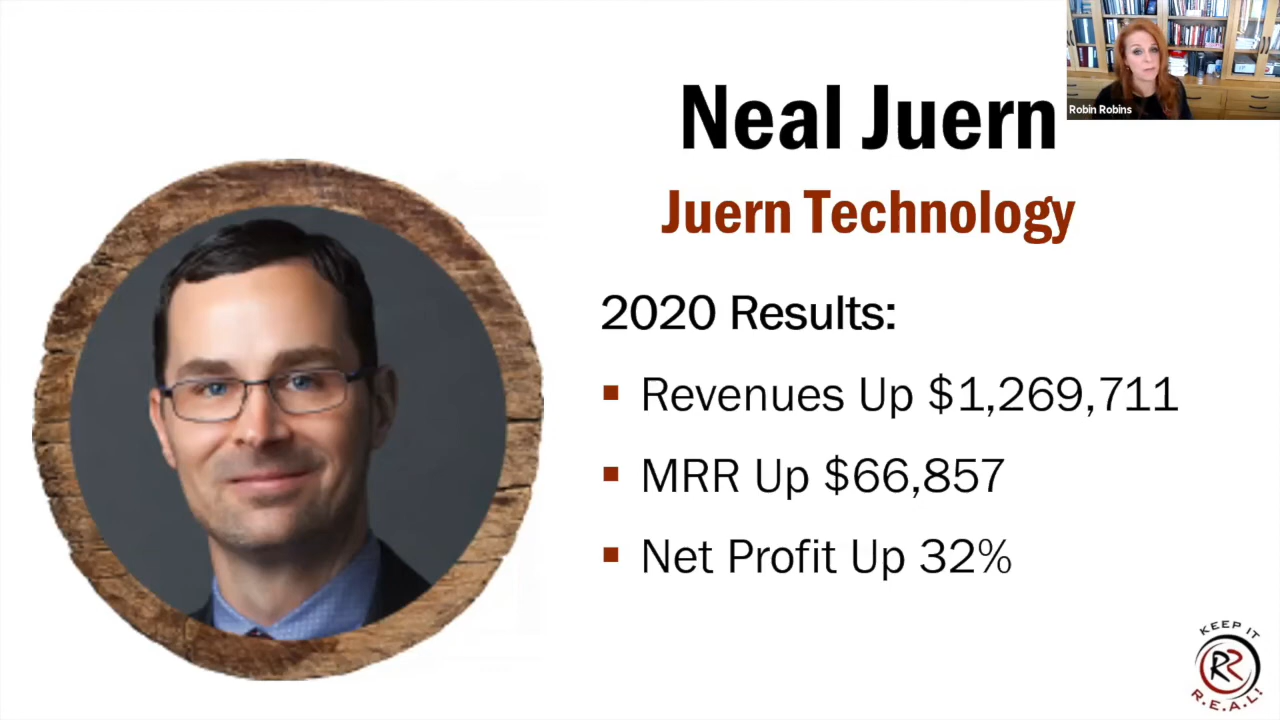 Neal Juern
Robin Robins
Juern Technology
2020 Results:
▪ Revenues Up $1,269,711
▪ MRR Up $66,857
▪ Net Profit Up 32%
KEEP IT
RR
R.E.A.L!